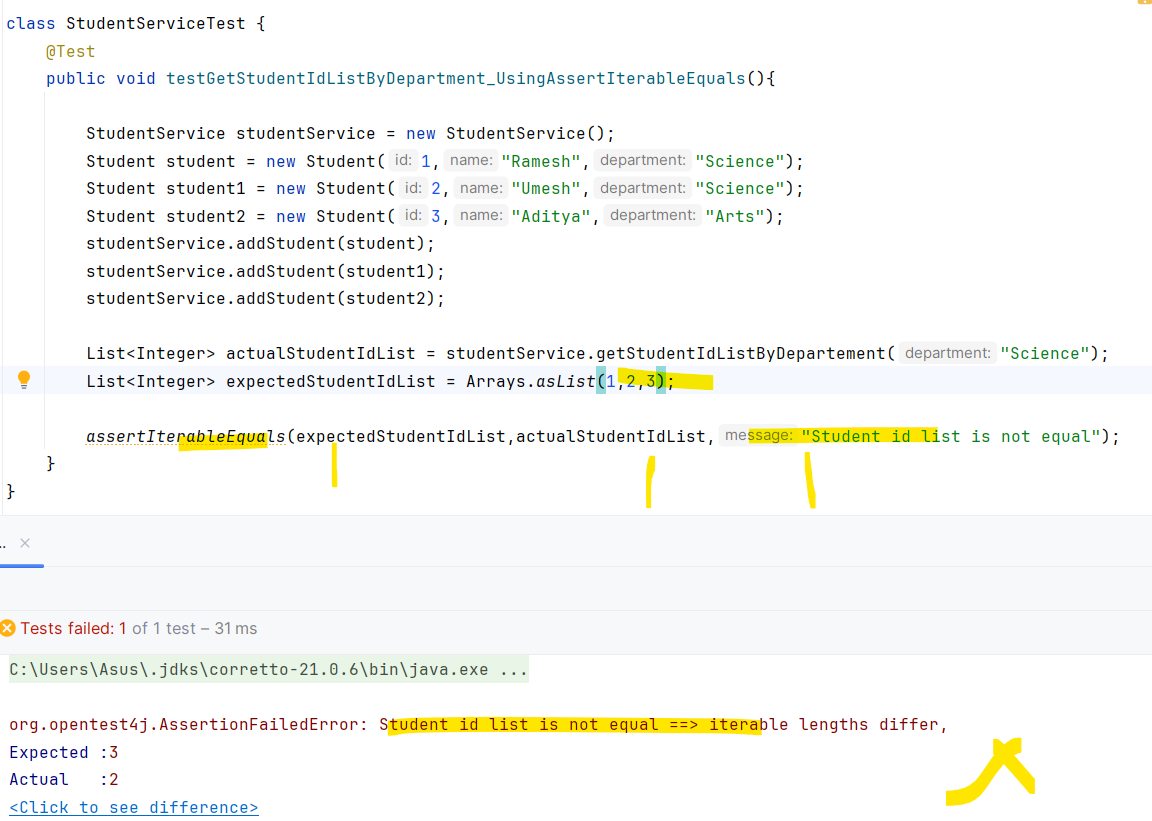 class StudentServiceTest {
@Test
public void testGetStudentIdListByDepartment_UsingAssertIterableEquals(){
StudentService studentService = new StudentService();
Student student = new Student( id: 1, name: "Ramesh", department: "Science");
Student student1 = new Student( id: 2, name: "Umesh", department: "Science");
Student student2 = new Student( id: 3, name: "Aditya", department: "Arts");
studentService.addStudent(student);
studentService.addStudent(student1);
studentService.addStudent(student2);
List<Integer> actualStudentIdList = studentService.getStudentIdListByDepartement( department: "Science");
List<Integer> expectedStudentIdList = Arrays.asList(1,2,3);
assertIterableEquals(expectedStudentIdList,actualStudentIdList, message: "Student id list is not equal");
}
}
.. ×
Tests failed: 1 of 1 test – 31 ms
C:\Users\Asus\.jdks\corretto-21.0.6\bin\java.exe ...
org.opentest4j.AssertionFailedError: Student id list is not equal ==> iterable lengths differ,
Expected :3
Actual   :2
<Click to see difference>